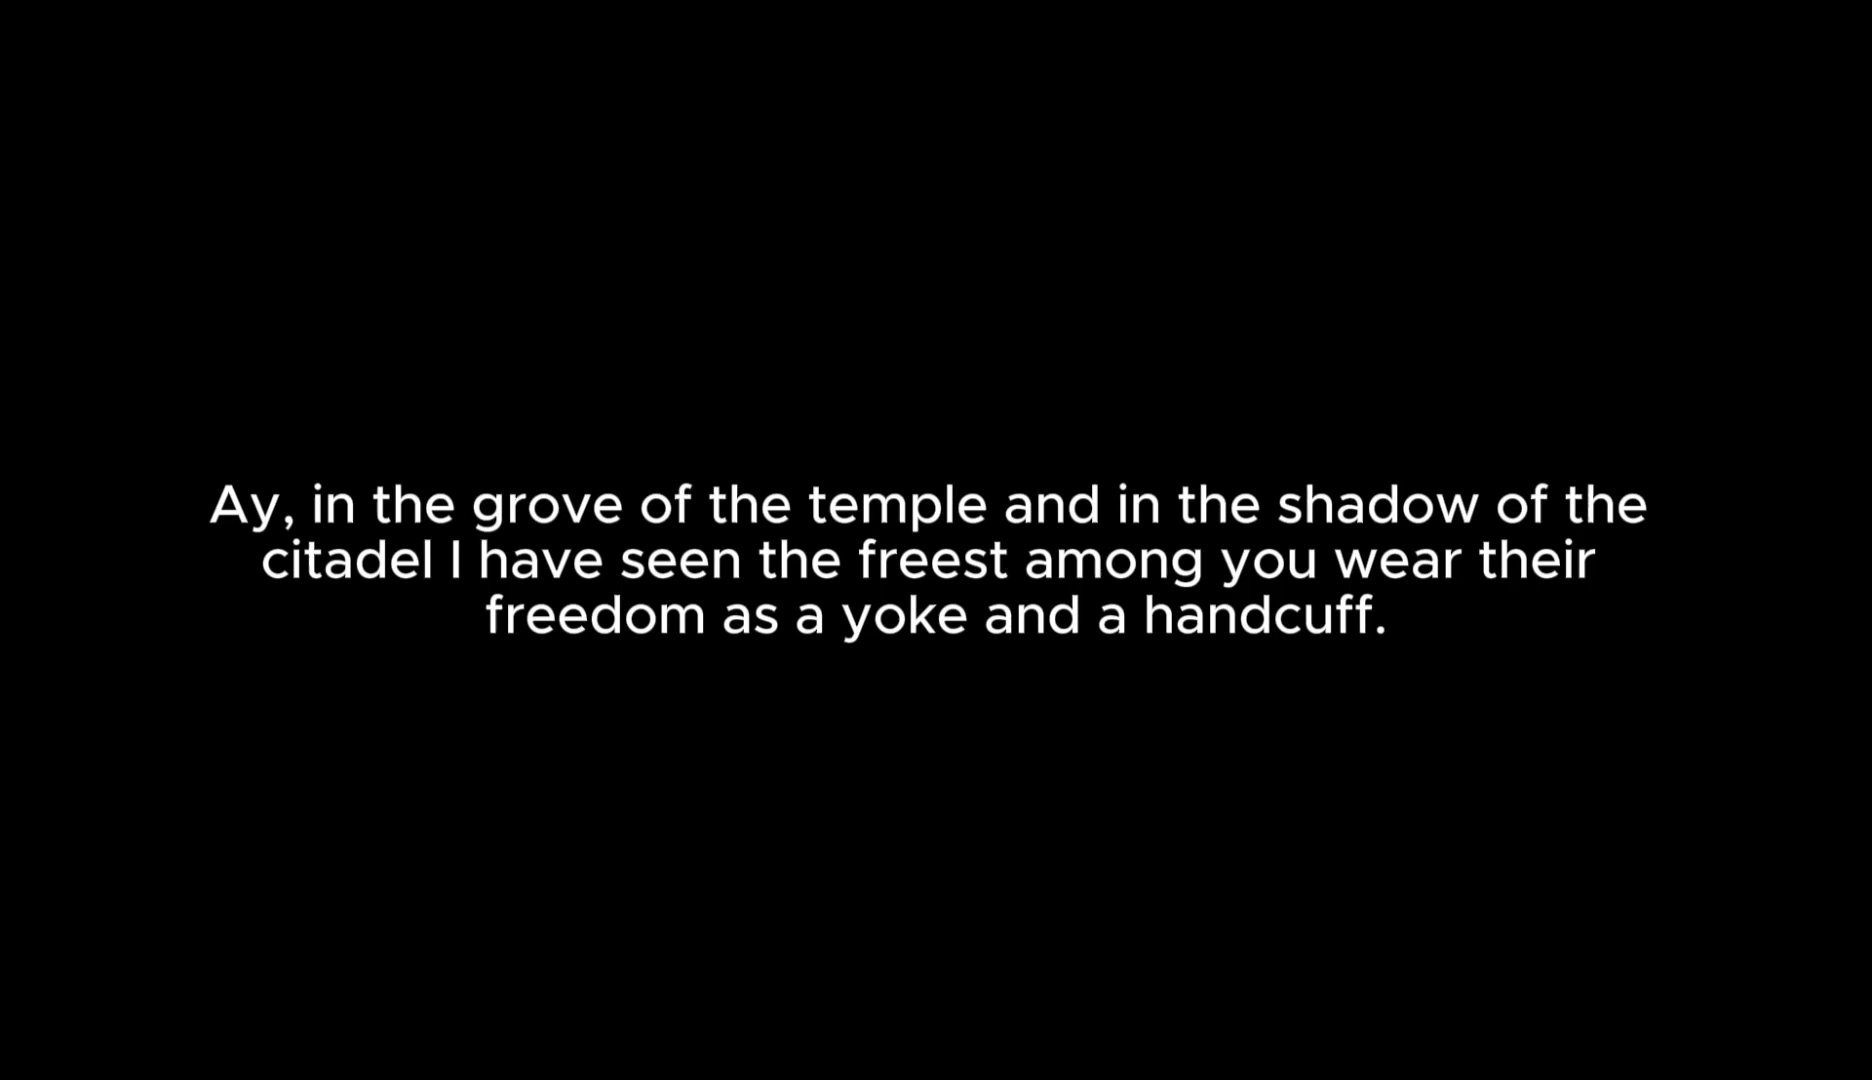 Ay, in the grove of the temple and in the shadow of the
citadel I have seen the freest among you wear their
freedom as a yoke and a handcuff.